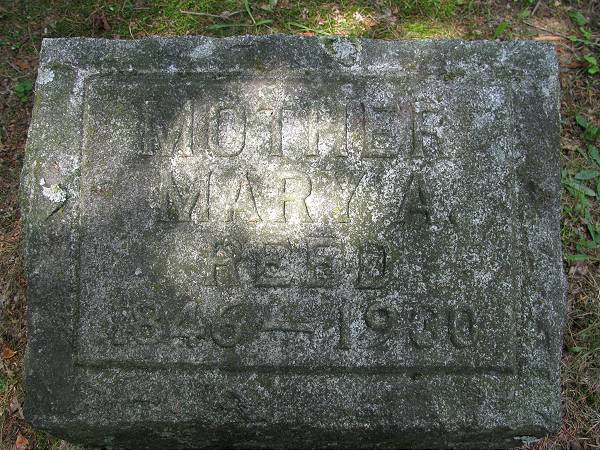 MOTHER
MARY A
REED
1846 — 1930